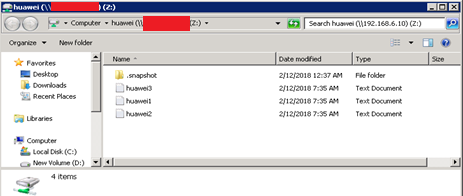 huawei (\\ ) (Z:)
Computer huawei (\\ (Z:) Search huawei (\\192.168.6.10) (Z:)
Organize New folder
Favorites
Desktop
Downloads
Recent Places
Libraries
Computer
Local Disk (C:)
New Volume (D:)
Name Date modified Type
.snapshot 2/12/2018 12:37 AM File folder
huawei3 2/12/2018 7:35 AM Text Document
huawei1 2/12/2018 7:35 AM Text Document
huawei2 2/12/2018 7:35 AM Text Document
4 items